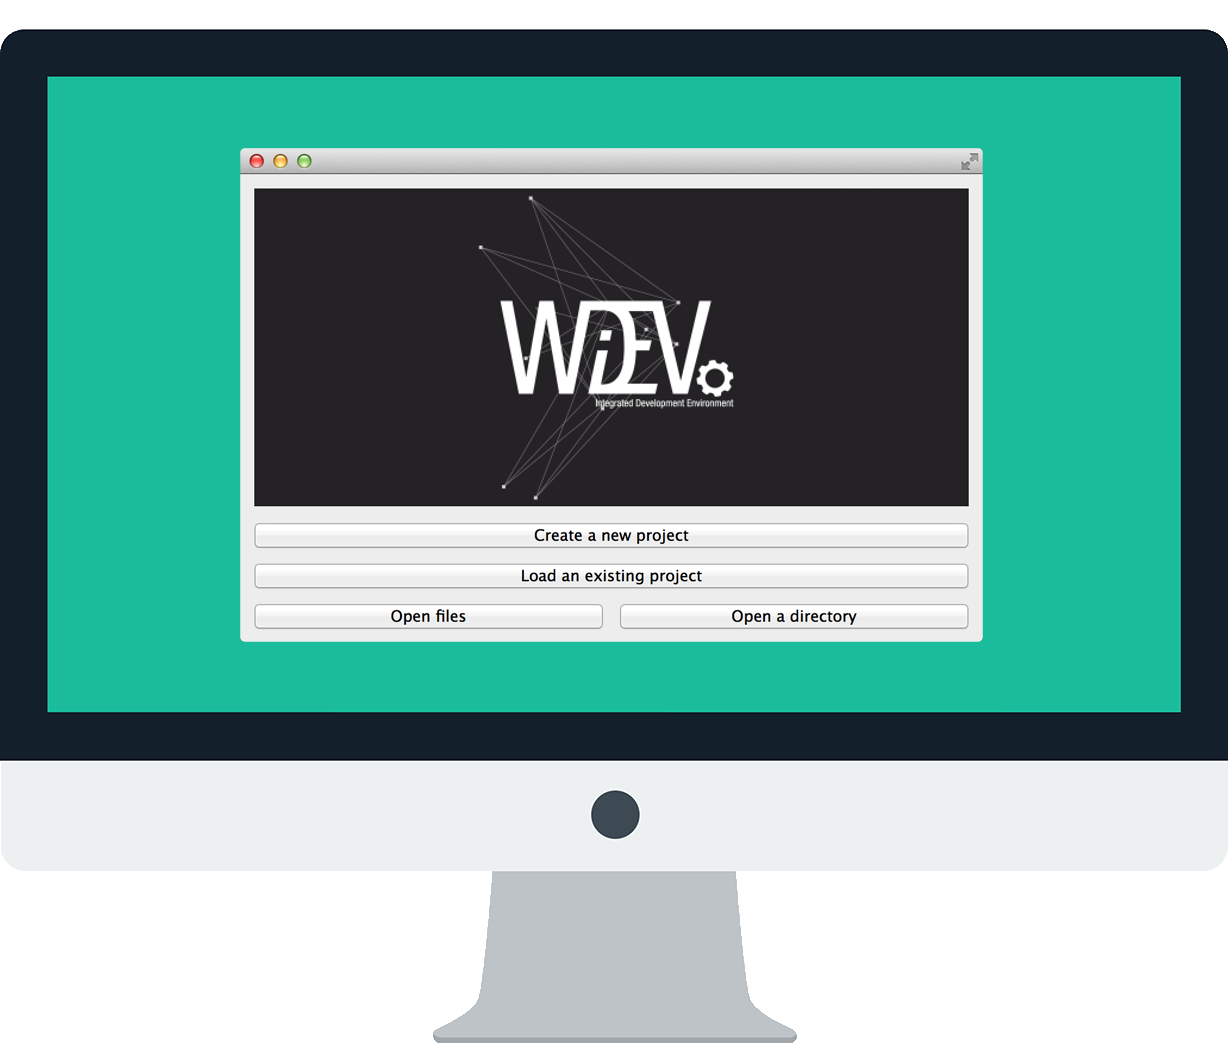 WiDEV
Integrated Development Environment
Create a new project
Load an existing project
Open files
Open a directory